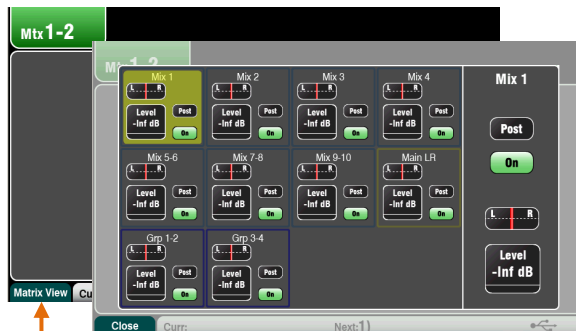 Mtx1-2
Mtx1-2
Mix 1
Mix 2
Mix 3
Mix 4
Mix 1
L R
L R
L R
L R
Level
-Inf dB
Post
On
Level
-Inf dB
Post
On
Level
-Inf dB
Post
On
Level
-Inf dB
Post
On
Post
On
Mix 5-6
Mix 7-8
Mix 9-10
Main LR
L R
L R
L R
L R
Level
-Inf dB
Post
On
Level
-Inf dB
Post
On
Level
-Inf dB
Post
On
Level
-Inf dB
Post
On
L R
Level
-Inf dB
Grp 1-2
Grp 3-4
L R
L R
Level
-Inf dB
Post
On
Level
-Inf dB
Post
On
Matrix View
Cu
Close
Curr:
Next:1)